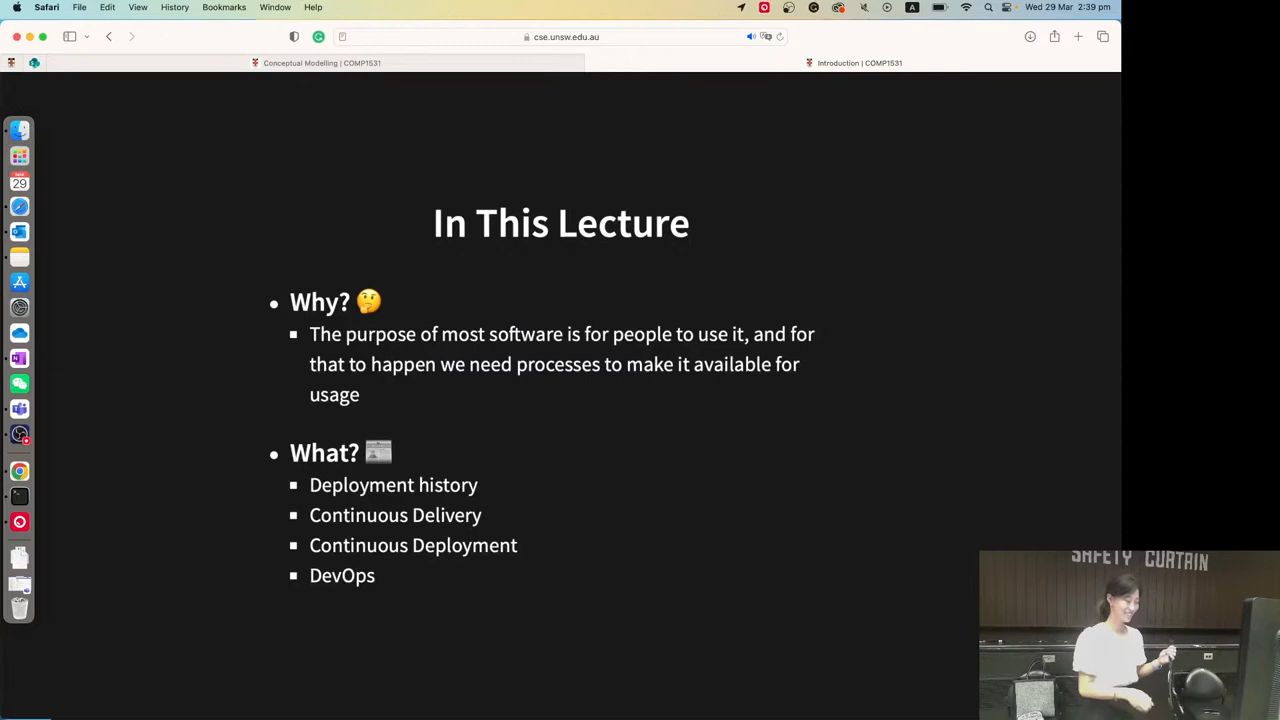 Safari File Edit View History Bookmarks Window Help Wed 29 Mar 2:39 pm
cse.unsw.edu.au
Conceptual Modelling | COMP1531 Introduction | COMP1531
In This Lecture
Why? 🤔
The purpose of most software is for people to use it, and for
that to happen we need processes to make it available for
usage
What? 📰
Deployment history
Continuous Delivery
Continuous Deployment
DevOps
29
SAFETY CURTAIN